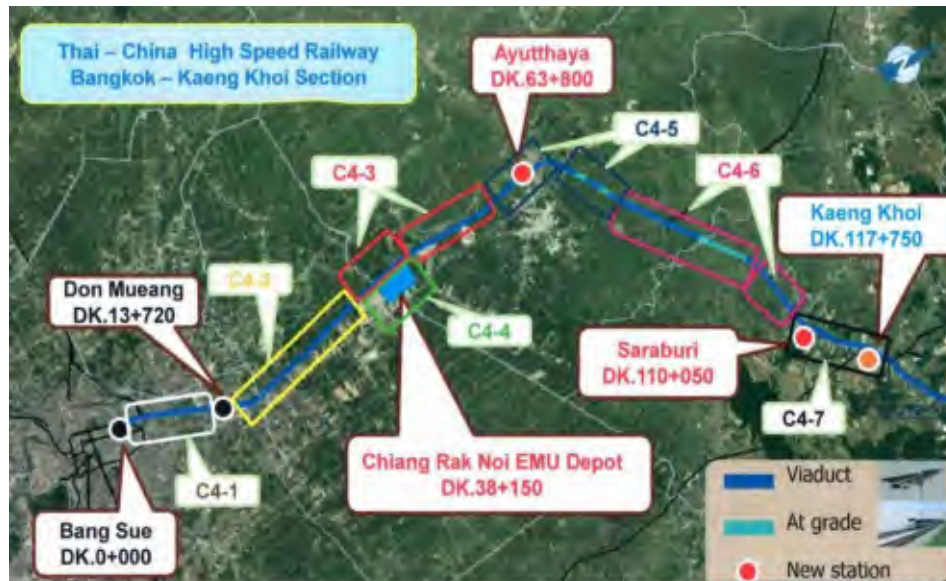 Thai – China High Speed Railway
Bangkok – Kaeng Khoi Section
Ayutthaya
DK.63+800
C4-5
C4-3
C4-6
Kaeng Khoi
DK.117+750
Don Mueang
DK.13+720
C4-4
Saraburi
DK.110+050
C4-7
Chiang Rak Noi EMU Depot
DK.38+150
C4-1
Bang Sue
DK.0+000
Viaduct
At grade
New station